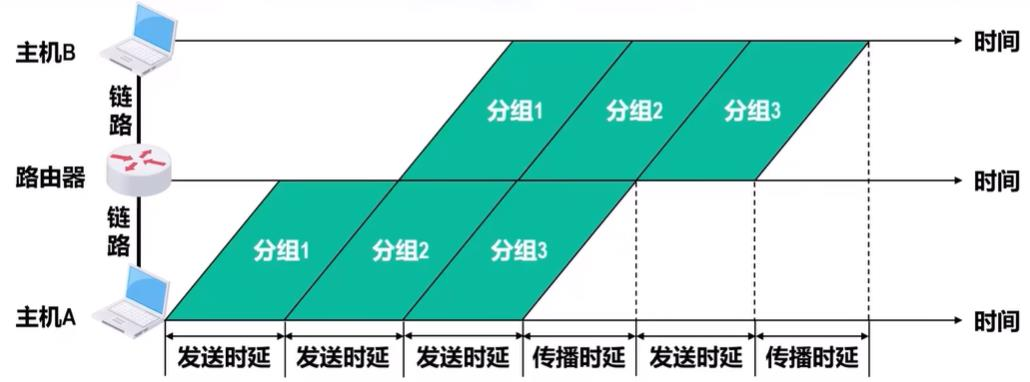 主机B
时间
链路
分组1
分组2
分组3
路由器
时间
链路
分组1
分组2
分组3
主机A
时间
发送时延
发送时延
发送时延
传播时延
发送时延
传播时延